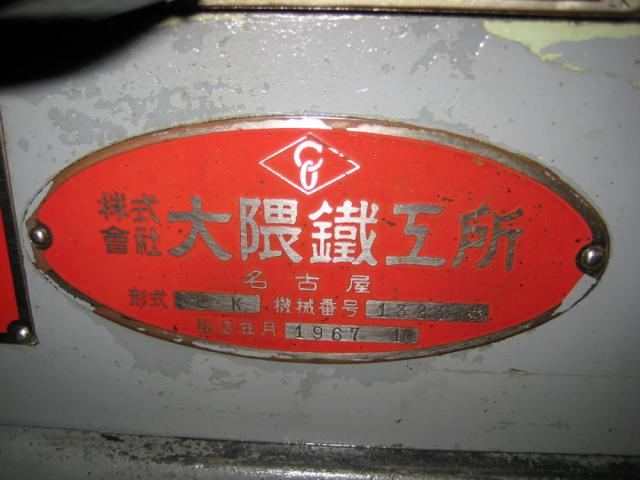 株式
會社 大隈鐵工所
名古屋
形式 機械番号
製造年月 1967